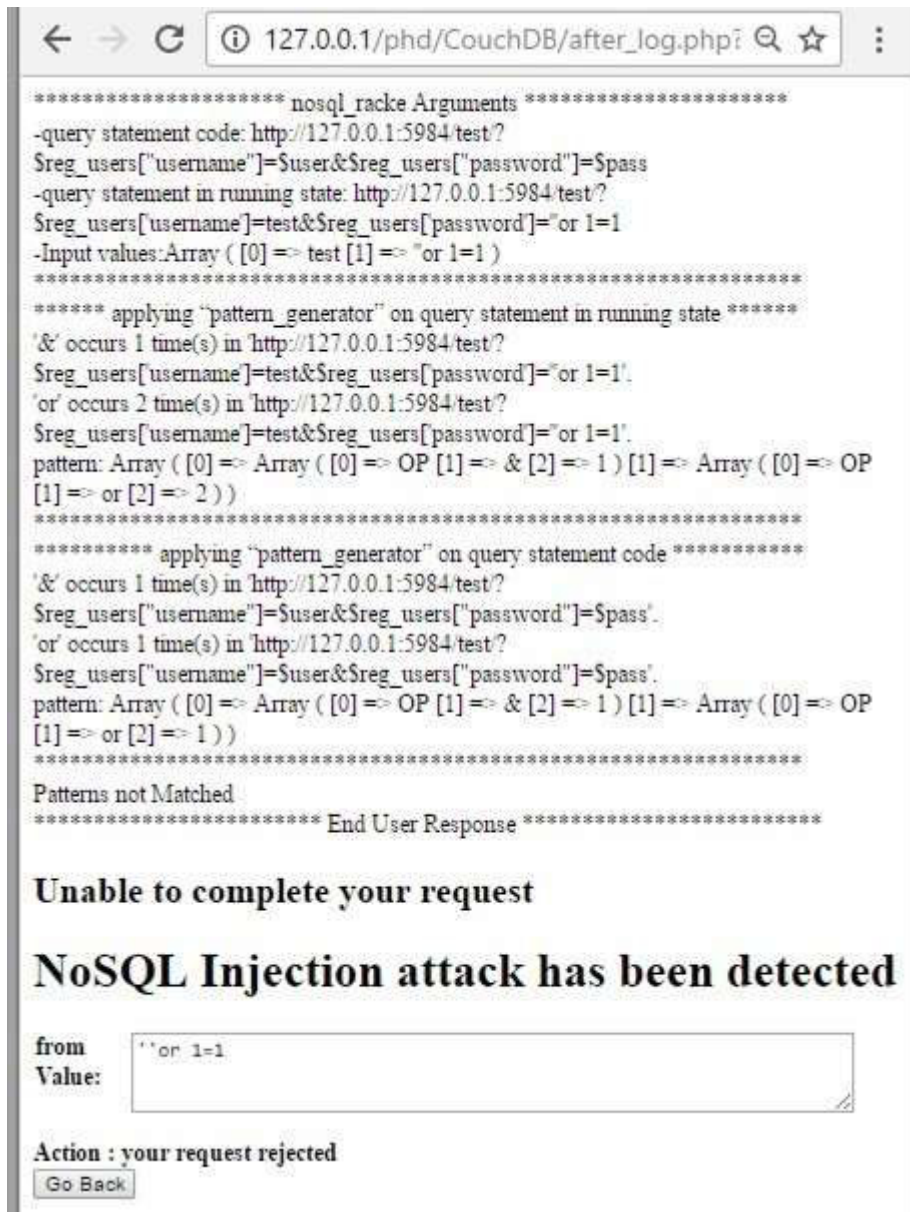 127.0.0.1/phd/CouchDB/after_log.php?
********************* nosql_racke Arguments **********************
-query statement code: http://127.0.0.1:5984/test/?
$reg_users["username"]=$user&$reg_users["password"]=$pass
-query statement in running state: http://127.0.0.1:5984/test/?
$reg_users['username']=test&$reg_users['password']=''or 1=1
-Input values:Array ( [0] => test [1] => ''or 1=1 )
****************************************************************
****** applying “pattern_generator” on query statement in running state ******
'&' occurs 1 time(s) in 'http://127.0.0.1:5984/test/?
$reg_users['username']=test&$reg_users['password']=''or 1=1'.
'or' occurs 2 time(s) in 'http://127.0.0.1:5984/test/?
$reg_users['username']=test&$reg_users['password']=''or 1=1'.
pattern: Array ( [0] => Array ( [0] => OP [1] => & [2] => 1 ) [1] => Array ( [0] => OP
[1] => or [2] => 2 ) )
****************************************************************
********** applying “pattern_generator” on query statement code ***********
'&' occurs 1 time(s) in 'http://127.0.0.1:5984/test/?
$reg_users["username"]=$user&$reg_users["password"]=$pass'.
'or' occurs 1 time(s) in 'http://127.0.0.1:5984/test/?
$reg_users["username"]=$user&$reg_users["password"]=$pass'.
pattern: Array ( [0] => Array ( [0] => OP [1] => & [2] => 1 ) [1] => Array ( [0] => OP
[1] => or [2] => 1 ) )
****************************************************************
Patterns not Matched
************************ End User Response *************************
Unable to complete your request
NoSQL Injection attack has been detected
from Value:
''or 1=1
Action : your request rejected
Go Back